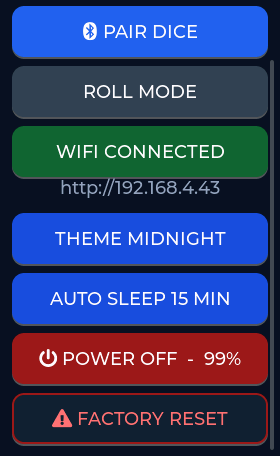 PAIR DICE
ROLL MODE
WIFI CONNECTED
http://192.168.4.43
THEME MIDNIGHT
AUTO SLEEP 15 MIN
POWER OFF - 99%
FACTORY RESET